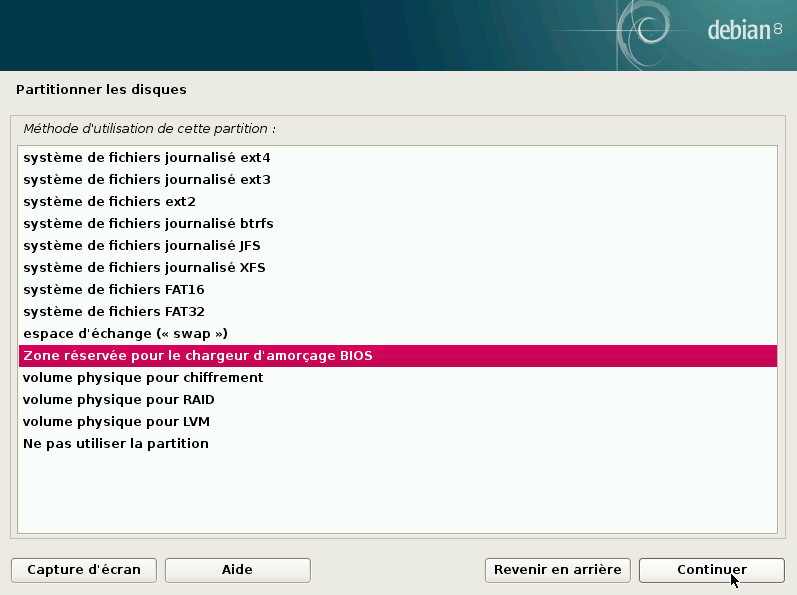 debian 8
Partitionner les disques
Méthode d'utilisation de cette partition :
système de fichiers journalisé ext4
système de fichiers journalisé ext3
système de fichiers ext2
système de fichiers journalisé btrfs
système de fichiers journalisé JFS
système de fichiers journalisé XFS
système de fichiers FAT16
système de fichiers FAT32
espace d'échange (« swap »)
Zone réservée pour le chargeur d'amorçage BIOS
volume physique pour chiffrement
volume physique pour RAID
volume physique pour LVM
Ne pas utiliser la partition
Capture d'écran Aide Revenir en arrière Continuer